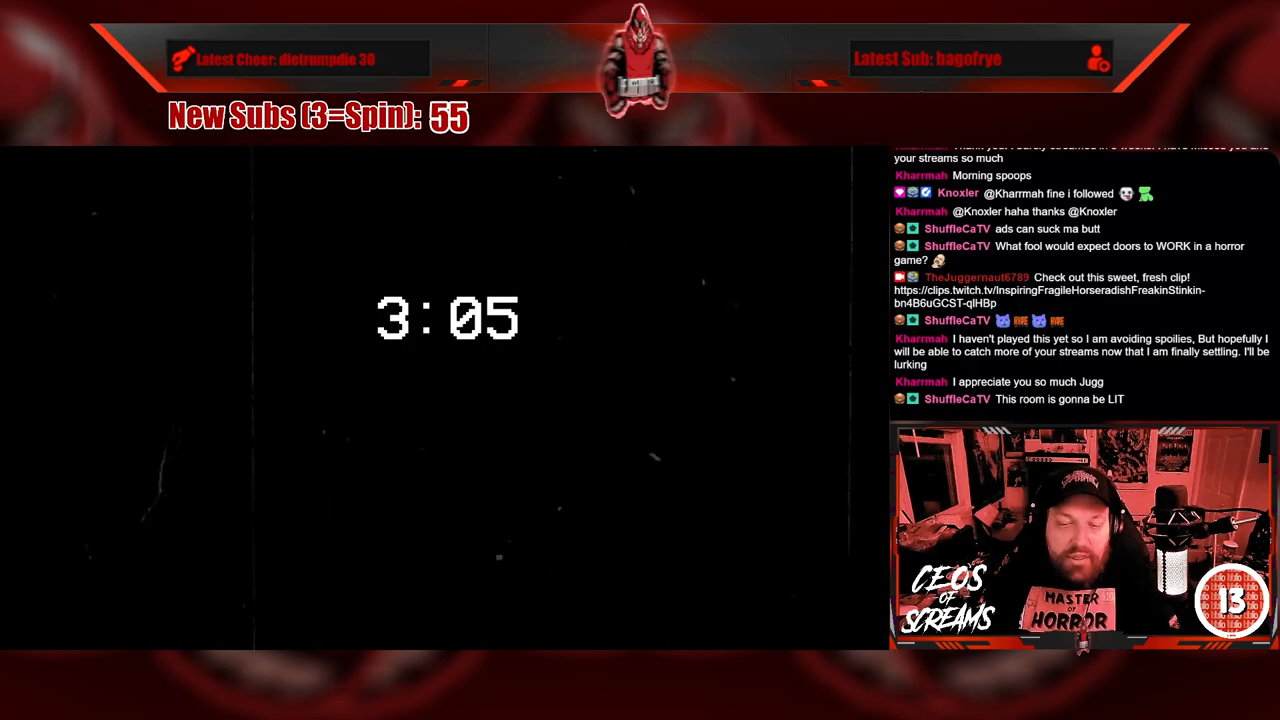 Latest Cheer: dietrumpdie 30
Latest Sub: bagofrye
New Subs (3=Spin): 55
3:05
your streams so much
Kharrmah Morning spoops
Knoxler @Kharrmah fine i followed
Kharrmah @Knoxler haha thanks @Knoxler
ShuffleCaTV ads can suck ma butt
ShuffleCaTV What fool would expect doors to WORK in a horror
game?
TheJuggernaut6789 Check out this sweet, fresh clip!
https://clips.twitch.tv/InspiringFragileHorseradishFreakinStinkin-
bn4B6uGCST-qlHBp
ShuffleCaTV HYPE HYPE
Kharrmah I haven't played this yet so I am avoiding spoilies, But hopefully I
will be able to catch more of your streams now that I am finally settling. I'll be
lurking
Kharrmah I appreciate you so much Jugg
ShuffleCaTV This room is gonna be LIT
CEOS
OF
SCREAMS
MASTER
OF
HORROR
13